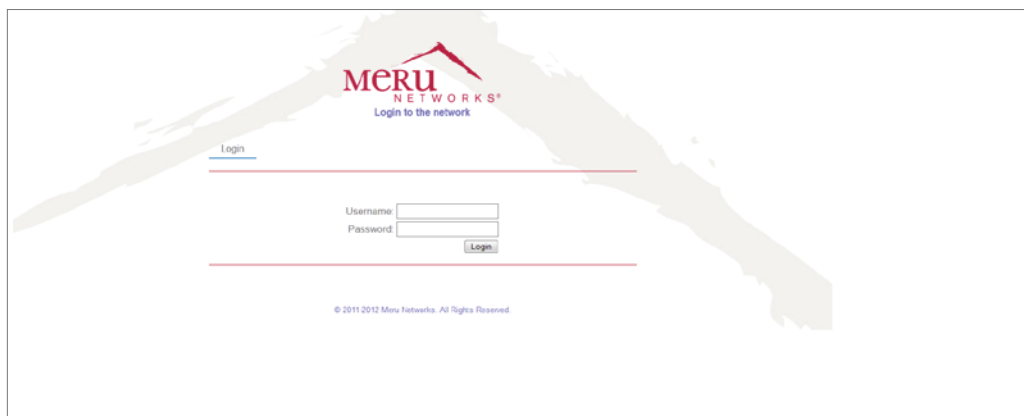 MERU
NETWORKS®
Login to the network
Login
Username:
Password:
Login
© 2011-2012 Meru Networks. All Rights Reserved.